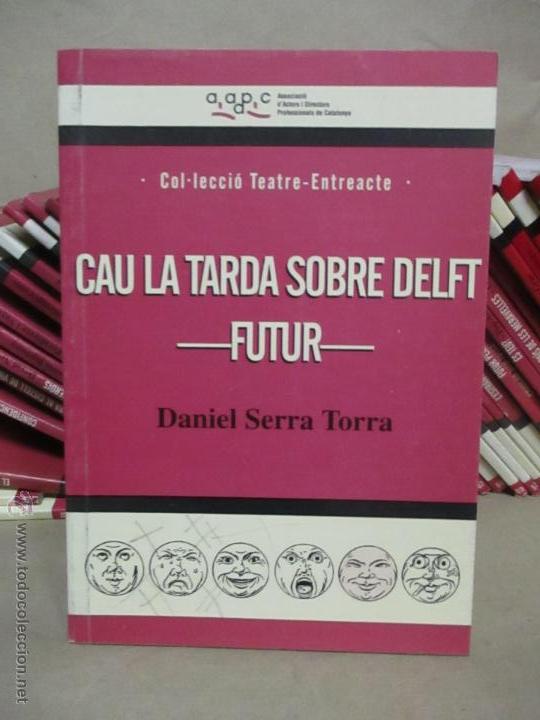 a.a.d.p.c
Associació
d'Actors i Directors
Professionals de Catalunya
· Col·lecció Teatre-Entreacte ·
CAU LA TARDA SOBRE DELFT
—FUTUR—
Daniel Serra Torra
www.todocoleccion.net